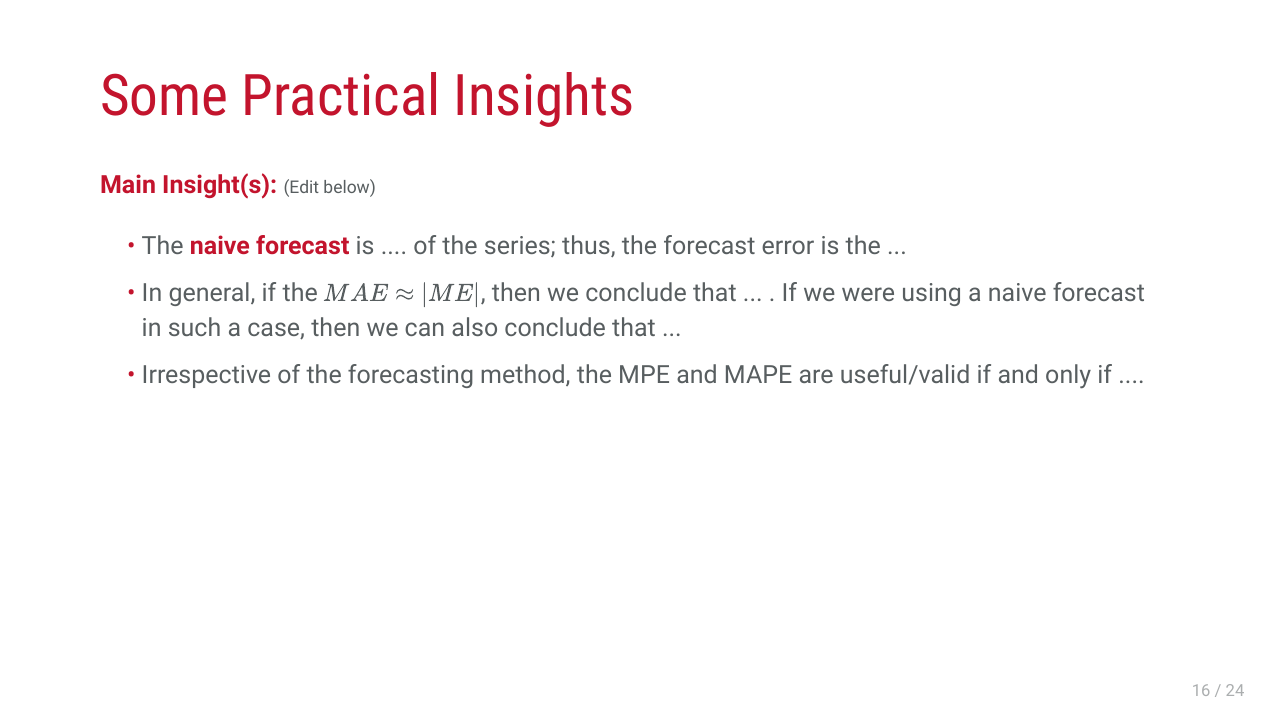 Some Practical Insights
Main Insight(s): (Edit below)
• The naive forecast is .... of the series; thus, the forecast error is the ...
• In general, if the MAE ≈ |ME|, then we conclude that ... . If we were using a naive forecast
in such a case, then we can also conclude that ...
• Irrespective of the forecasting method, the MPE and MAPE are useful/valid if and only if ....
16 / 24